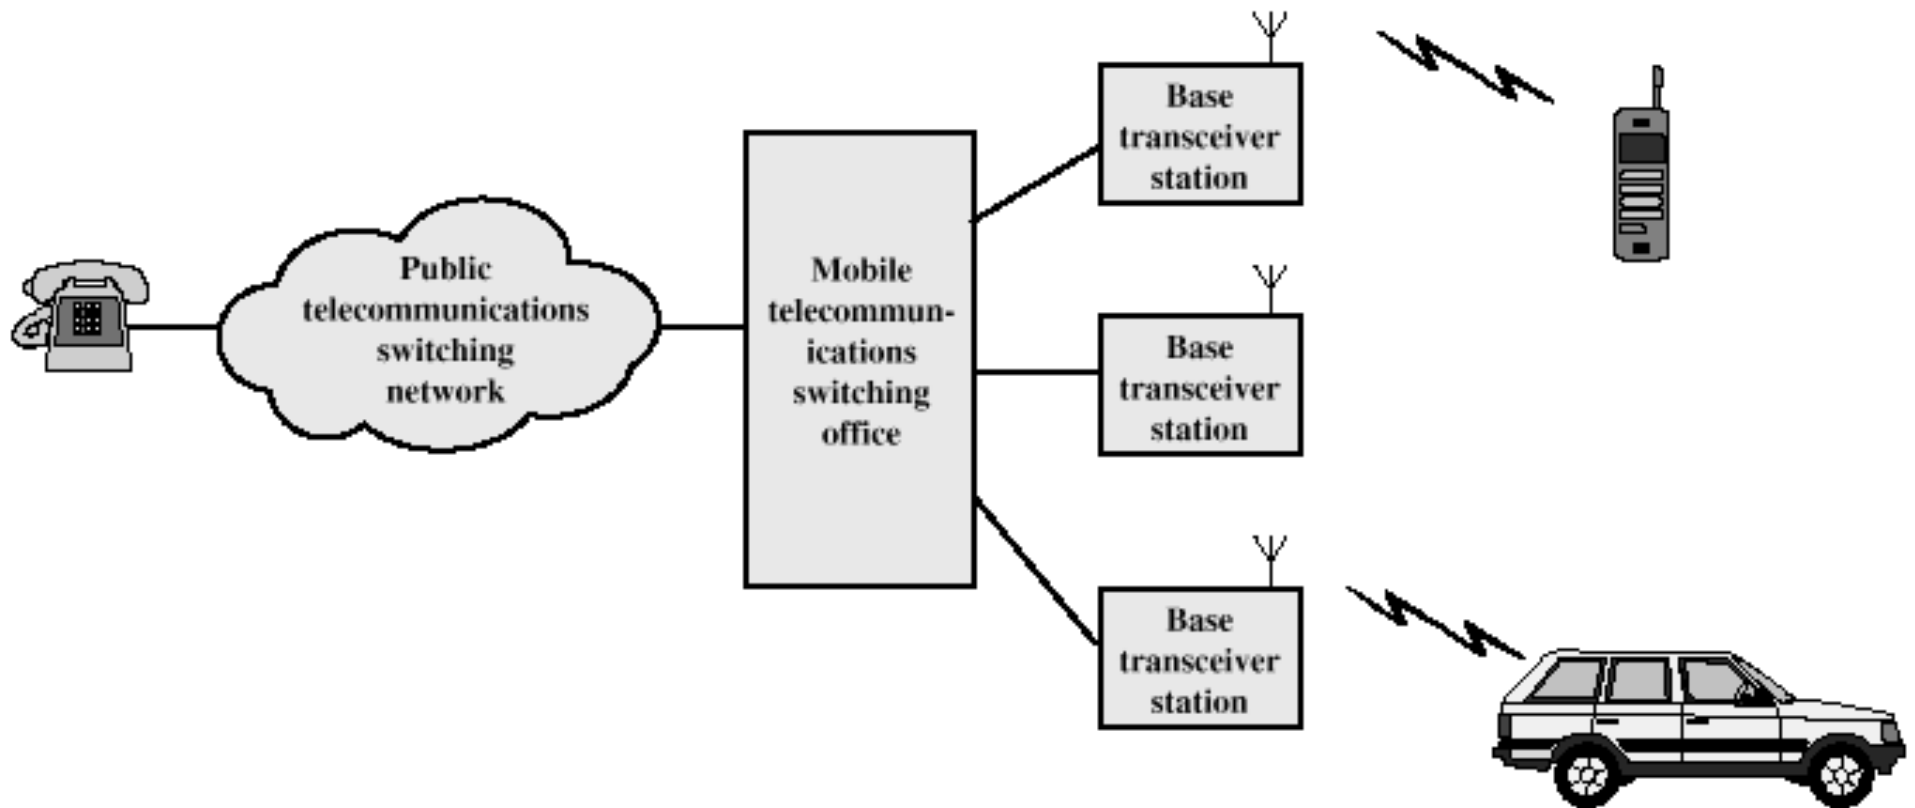 Public
telecommunications
switching
network
Mobile
telecommun-
ications
switching
office
Base
transceiver
station
Base
transceiver
station
Base
transceiver
station